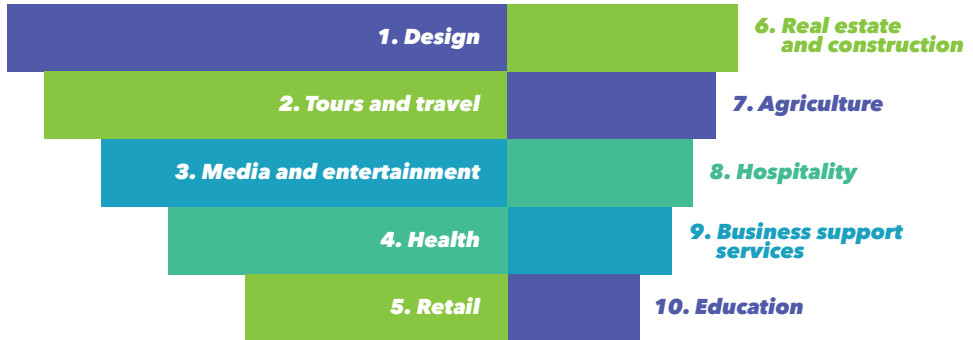 1. Design
2. Tours and travel
3. Media and entertainment
4. Health
5. Retail
6. Real estate
and construction
7. Agriculture
8. Hospitality
9. Business support
services
10. Education